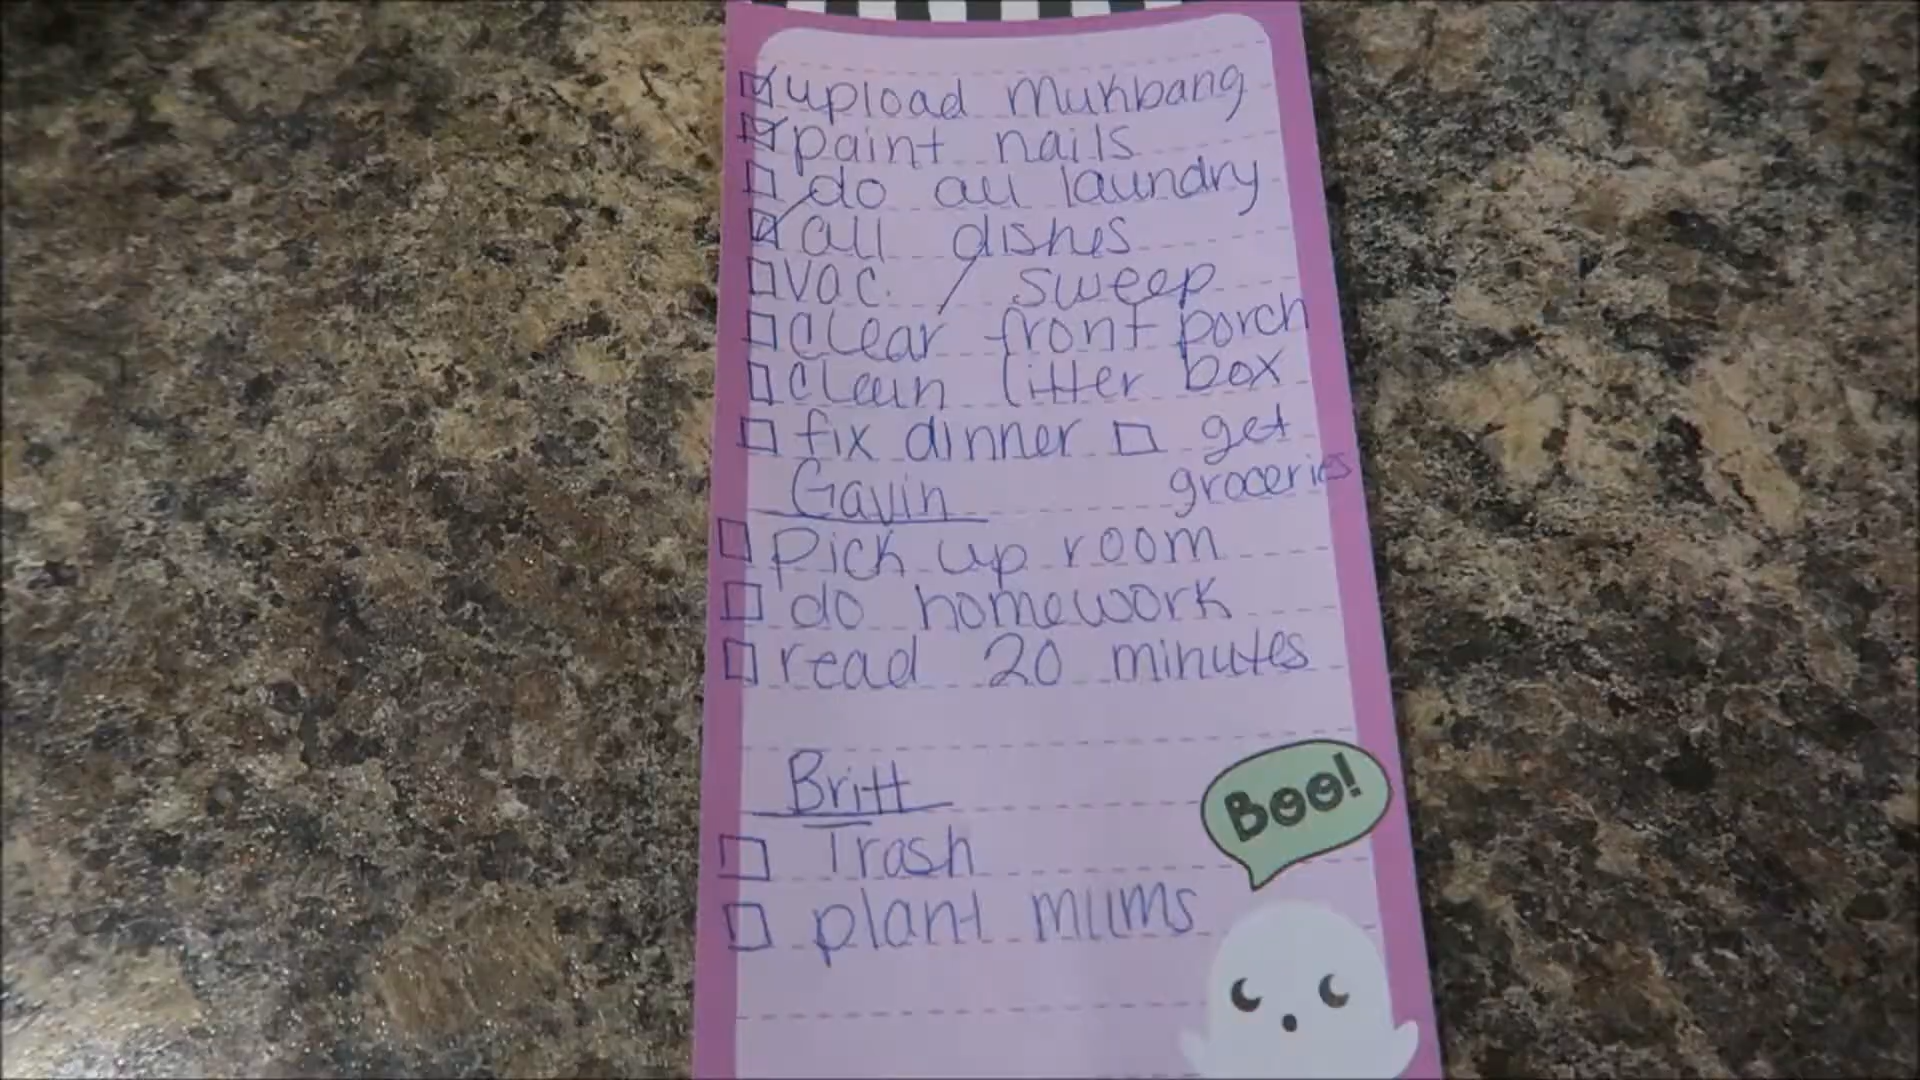 upload Mukbang
paint nails
do all laundry
all dishes
vac. / sweep
clear front porch
clean litter box
fix dinner get
groceries
Gavin
pick up room
do homework
read 20 minutes
Britt
Trash
plant mums
Boo!